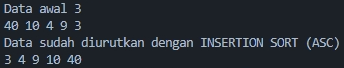 Data awal 3
40 10 4 9 3
Data sudah diurutkan dengan INSERTION SORT (ASC)
3 4 9 10 40